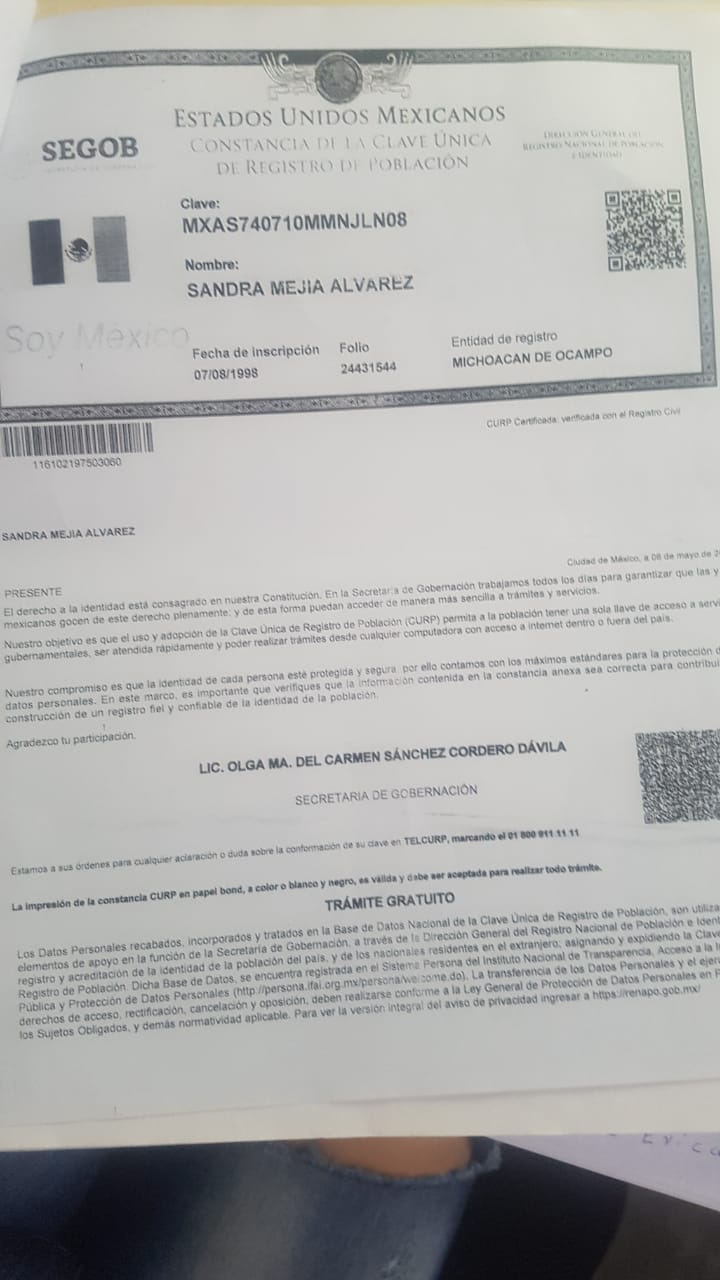 ESTADOS UNIDOS MEXICANOS
CONSTANCIA DE LA CLAVE ÚNICA
DE REGISTRO DE POBLACIÓN
SEGOB
DIRECCIÓN GENERAL DEL
REGISTRO NACIONAL DE POBLACIÓN
E IDENTIDAD
Clave:
MXAS740710MMNJLN08
Nombre:
SANDRA MEJIA ALVAREZ
Soy México
Fecha de inscripción
07/08/1998
Folio
24431544
Entidad de registro
MICHOACAN DE OCAMPO
116102197503060
CURP Certificada: verificada con el Registro Civil
SANDRA MEJIA ALVAREZ
Ciudad de México, a 08 de mayo de
PRESENTE
El derecho a la identidad está consagrado en nuestra Constitución. En la Secretaría de Gobernación trabajamos todos los días para garantizar que las y
mexicanos gocen de este derecho plenamente; y de esta forma puedan acceder de manera más sencilla a trámites y servicios.
Nuestro objetivo es que el uso y adopción de la Clave Única de Registro de Población (CURP) permita a la población tener una sola llave de acceso a servi
gubernamentales, ser atendida rápidamente y poder realizar trámites desde cualquier computadora con acceso a internet dentro o fuera del país.
Nuestro compromiso es que la identidad de cada persona esté protegida y segura, por ello contamos con los máximos estándares para la protección d
datos personales. En este marco, es importante que verifiques que la información contenida en la constancia anexa sea correcta para contribui
construcción de un registro fiel y confiable de la identidad de la población.
Agradezco tu participación.
LIC. OLGA MA. DEL CARMEN SÁNCHEZ CORDERO DÁVILA
SECRETARIA DE GOBERNACIÓN
Estamos a sus órdenes para cualquier aclaración o duda sobre la conformación de su clave en TELCURP, marcando el 01 800 911 11 11
La impresión de la constancia CURP en papel bond, a color o blanco y negro, es válida y debe ser aceptada para realizar todo trámite.
TRÁMITE GRATUITO
Los Datos Personales recabados, incorporados y tratados en la Base de Datos Nacional de la Clave Única de Registro de Población, son utiliza
elementos de apoyo en la función de la Secretaría de Gobernación, a través de la Dirección General del Registro Nacional de Población e Ident
registro y acreditación de la identidad de la población del país, y de los nacionales residentes en el extranjero; asignando y expidiendo la Clave
Registro de Población. Dicha Base de Datos, se encuentra registrada en el Sistema Persona del Instituto Nacional de Transparencia, Acceso a la I
Pública y Protección de Datos Personales (http://persona.ifai.org.mx/persona/welcome.do). La transferencia de los Datos Personales y el ejer
derechos de acceso, rectificación, cancelación y oposición, deben realizarse conforme a la Ley General de Protección de Datos Personales en P
los Sujetos Obligados, y demás normatividad aplicable. Para ver la versión integral del aviso de privacidad ingresar a https://renapo.gob.mx/